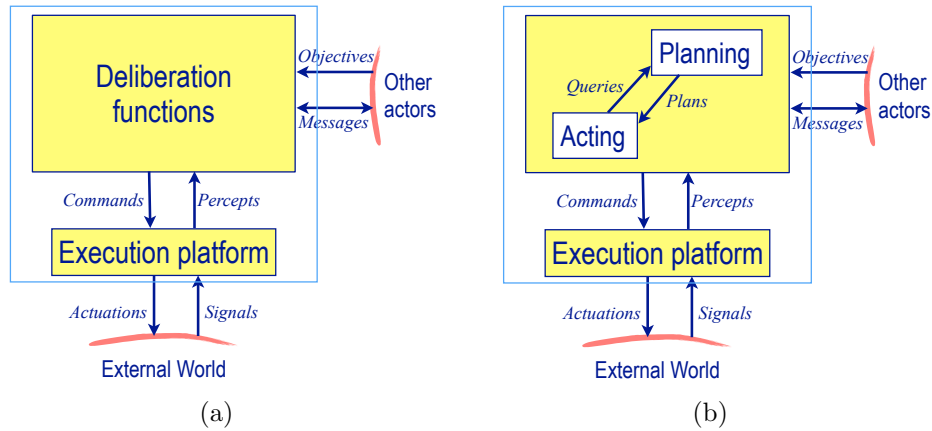 Deliberation
functions
Objectives
Other
actors
Messages
Commands
Percepts
Execution platform
Actuations
Signals
External World
(a)
Planning
Queries
Plans
Acting
Objectives
Other
actors
Messages
Commands
Percepts
Execution platform
Actuations
Signals
External World
(b)